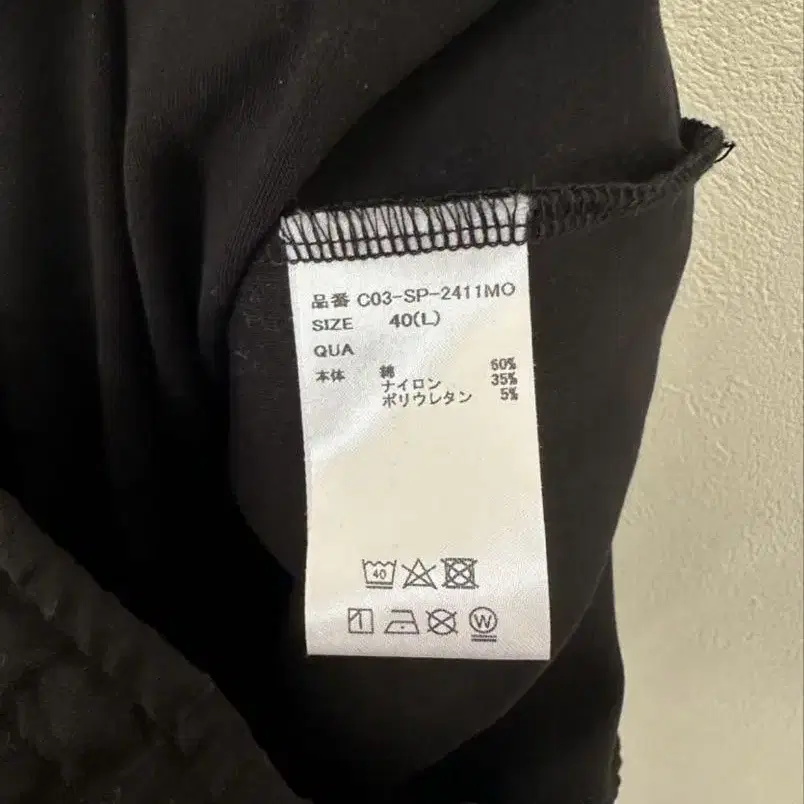 品番 C03-SP-2411MO
SIZE 40(L)
QUA
本体 綿 60%
ナイロン 35%
ポリウレタン 5%
40
W